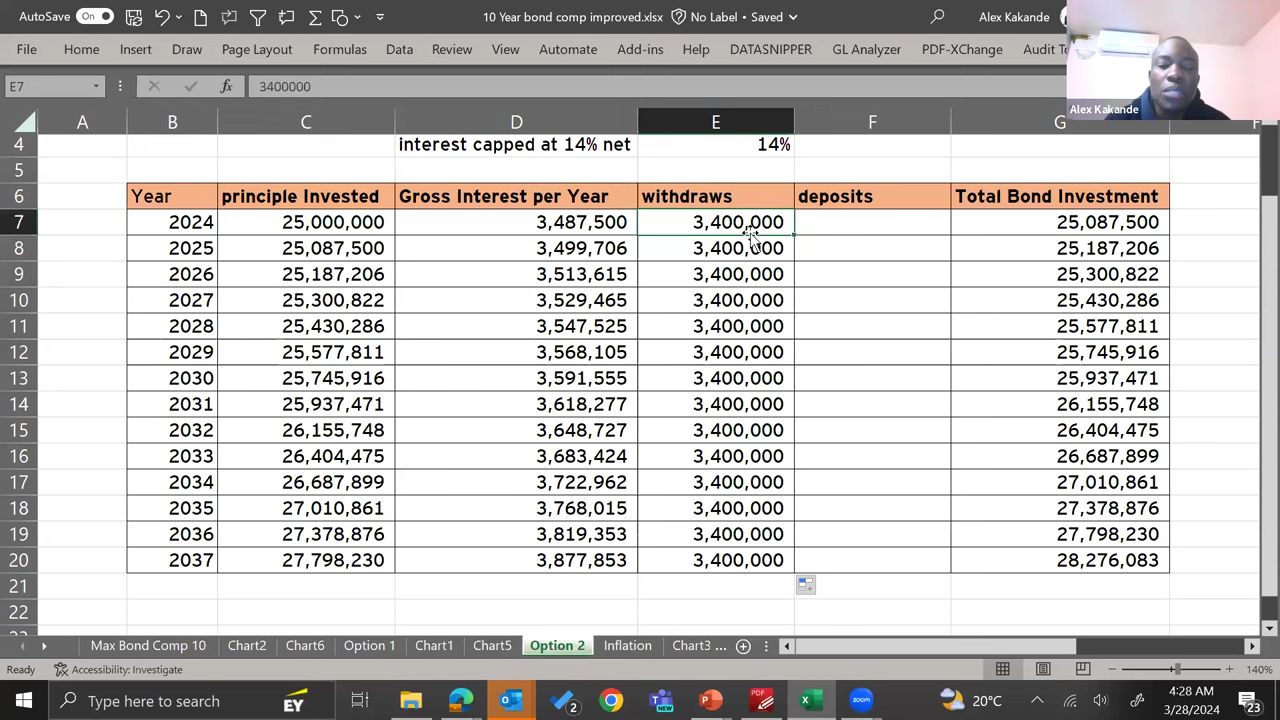 AutoSave On 10 Year bond comp improved.xlsx No Label • Saved Alex Kakande
File Home Insert Draw Page Layout Formulas Data Review View Automate Add-ins Help DATASNIPPER GL Analyzer PDF-XChange Audit
Alex Kakande
E7 fx 3400000
A B C D E F G
4 interest capped at 14% net 14%
5
6 Year principle Invested Gross Interest per Year withdraws deposits Total Bond Investment
7 2024 25,000,000 3,487,500 3,400,000 25,087,500
8 2025 25,087,500 3,499,706 3,400,000 25,187,206
9 2026 25,187,206 3,513,615 3,400,000 25,300,822
10 2027 25,300,822 3,529,465 3,400,000 25,430,286
11 2028 25,430,286 3,547,525 3,400,000 25,577,811
12 2029 25,577,811 3,568,105 3,400,000 25,745,916
13 2030 25,745,916 3,591,555 3,400,000 25,937,471
14 2031 25,937,471 3,618,277 3,400,000 26,155,748
15 2032 26,155,748 3,648,727 3,400,000 26,404,475
16 2033 26,404,475 3,683,424 3,400,000 26,687,899
17 2034 26,687,899 3,722,962 3,400,000 27,010,861
18 2035 27,010,861 3,768,015 3,400,000 27,378,876
19 2036 27,378,876 3,819,353 3,400,000 27,798,230
20 2037 27,798,230 3,877,853 3,400,000 28,276,083
21
22
Max Bond Comp 10 Chart2 Chart6 Option 1 Chart1 Chart5 Option 2 Inflation Chart3 ...
Ready Accessibility: Investigate 140%
Type here to search EY 2 NEW PDF zoom 20°C 4:28 AM
3/28/2024 23